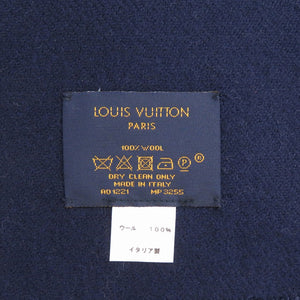 LOUIS VUITTON
PARIS
100% WOOL
®
DRY CLEAN ONLY
MADE IN ITALY
A01221 MP3255
ウール 100%
イタリア製